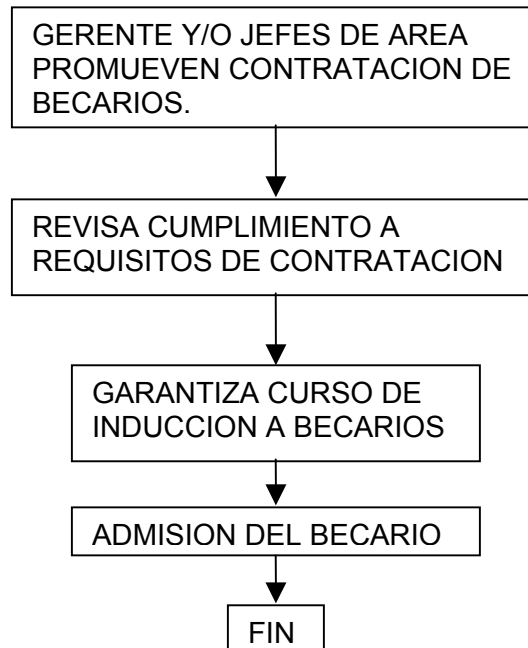 GERENTE Y/O JEFES DE AREA
PROMUEVEN CONTRATACION DE
BECARIOS.
REVISA CUMPLIMIENTO A
REQUISITOS DE CONTRATACION
GARANTIZA CURSO DE
INDUCCION A BECARIOS
ADMISION DEL BECARIO
FIN